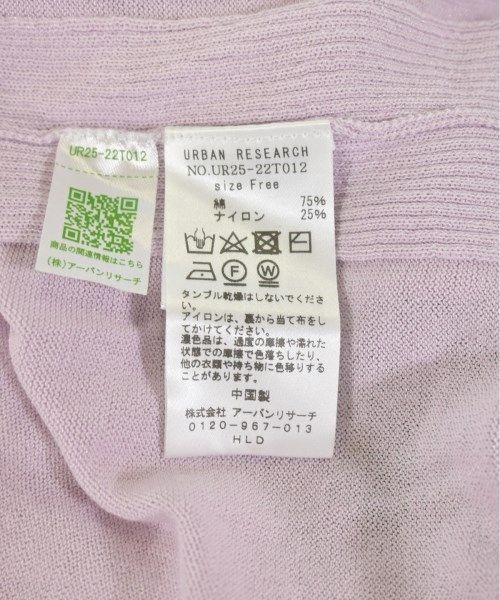 UR25-22T012
商品の関連情報はこちら
(株)アーバンリサーチ
URBAN RESEARCH
NO.UR25-22T012
size Free
綿 75%
ナイロン 25%
F W
タンブル乾燥はしないでくださ
い。
アイロンは、裏から当て布をし
てかけてください。
濃色品は、過度の摩擦や濡れた
状態での摩擦で色落ちしたり、
他の衣類や持ち物に色移りする
ことがあります。
中国製
株式会社 アーバンリサーチ
0120-967-013
HLD